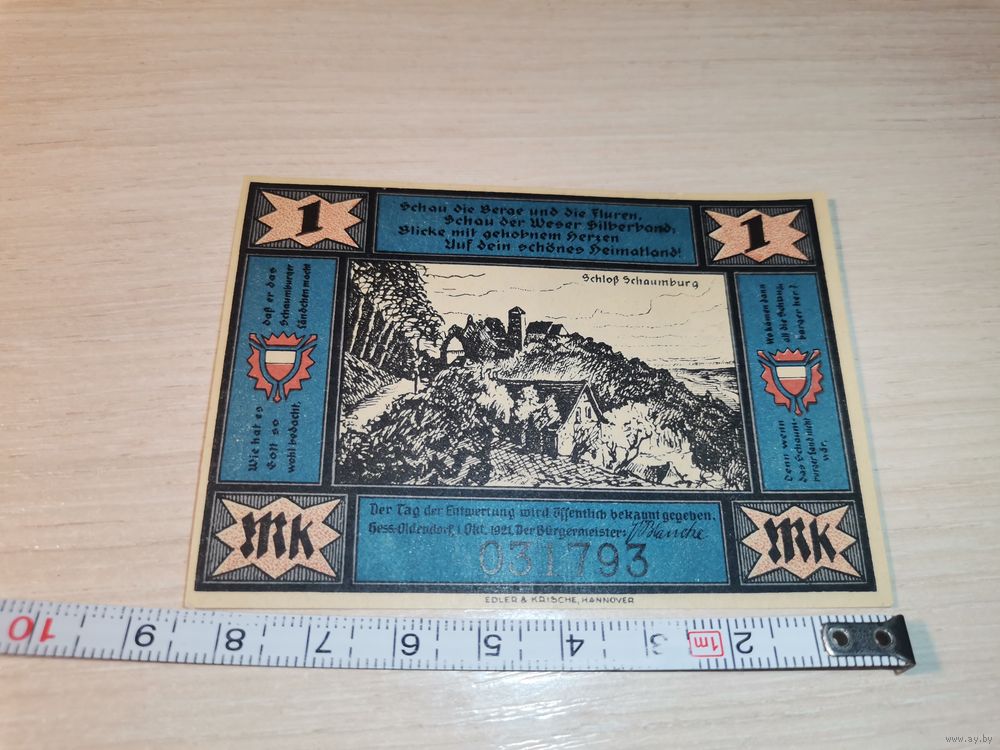 1
Schau die Berge und die Fluren,
Schau der Weser Silberband;
Blicke mit gehobnem Herzen
Auf dein schönes Heimatland!
1
Schloß Schaumburg
Wie hat es
Gott so
wohl bedacht,
daß er das
Schaumburger
Ländchen macht
Denn wenn
das Schaum-
burger Land nicht
wär,
Wo kämen dann
all die Schaum-
burger her?
Mk
Der Tag der Entwertung wird öffentlich bekannt gegeben.
Hess.-Oldendorf, 1. Okt. 1921. Der Bürgermeister:
031793
Mk
EDLER & KRISCHE, HANNOVER
10 9 8 7 6 5 4 3 1m 2
www.ay.by